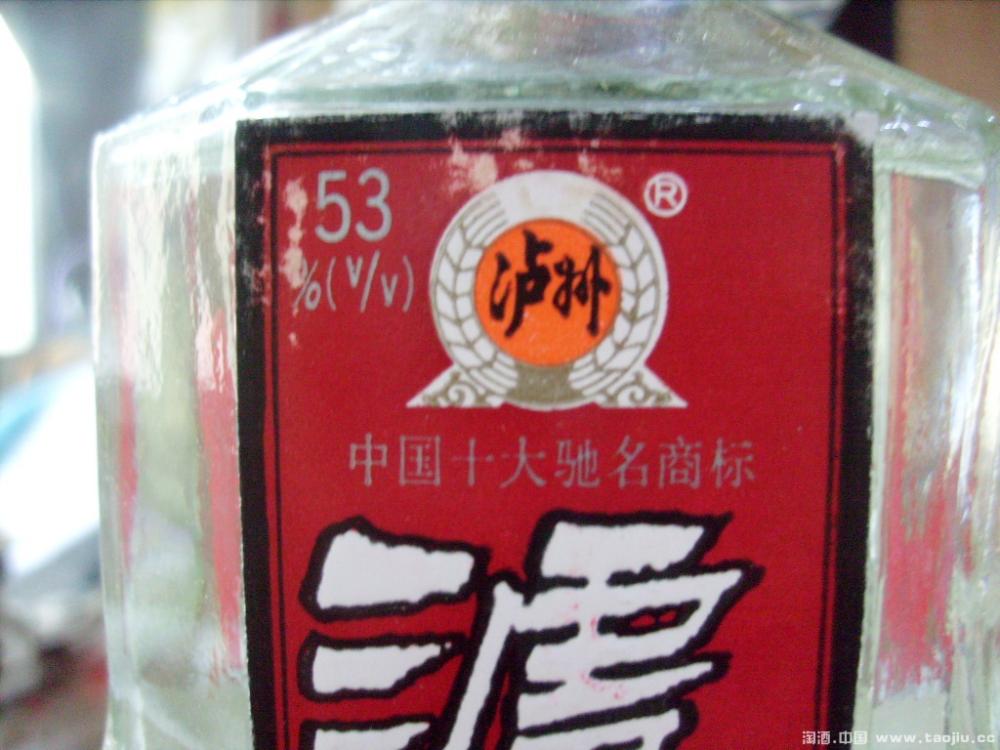 53
%(v/v)
泸州
®
中国十大驰名商标
淘酒.中国 www.taojiu.cc